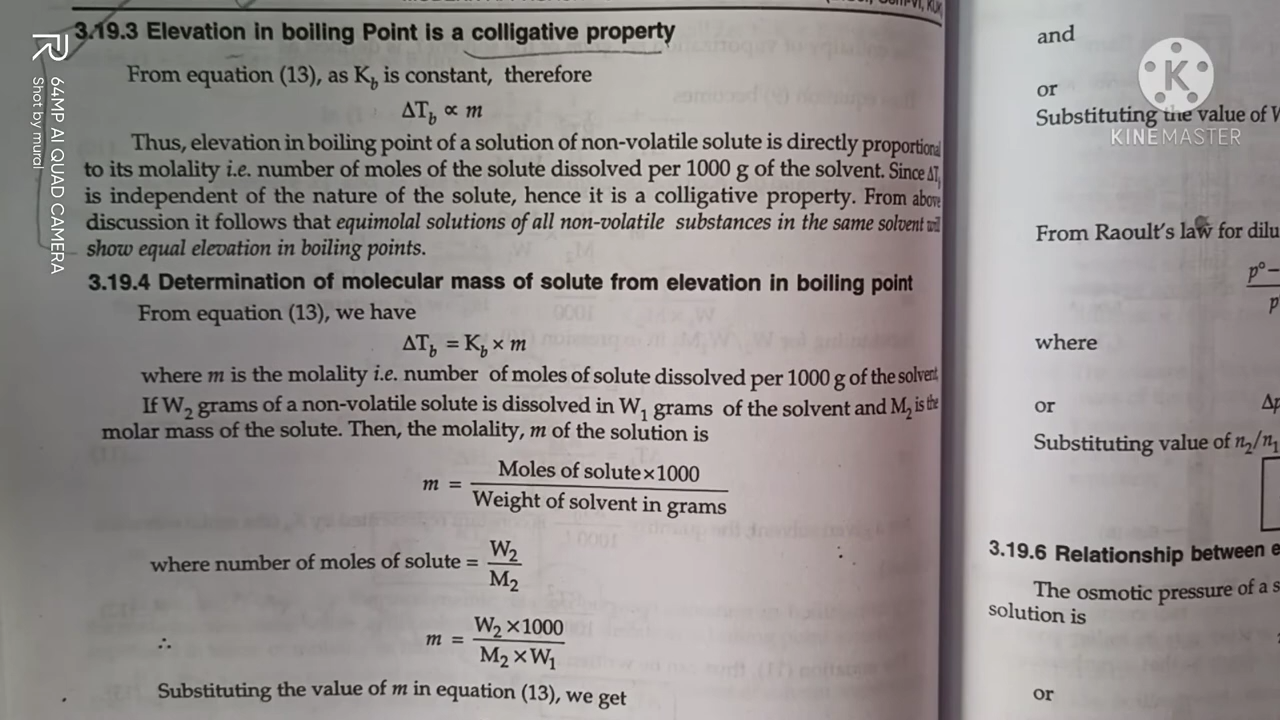 3.19.3 Elevation in boiling Point is a colligative property
From equation (13), as K_b is constant, therefore
ΔT_b ∝ m
Thus, elevation in boiling point of a solution of non-volatile solute is directly proportional
to its molality i.e. number of moles of the solute dissolved per 1000 g of the solvent. Since ΔT_b
is independent of the nature of the solute, hence it is a colligative property. From above
discussion it follows that equimolal solutions of all non-volatile substances in the same solvent will
show equal elevation in boiling points.
3.19.4 Determination of molecular mass of solute from elevation in boiling point
From equation (13), we have
ΔT_b = K_b × m
where m is the molality i.e. number of moles of solute dissolved per 1000 g of the solvent.
If W₂ grams of a non-volatile solute is dissolved in W₁ grams of the solvent and M₂ is the
molar mass of the solute. Then, the molality, m of the solution is
m = Moles of solute×1000 / Weight of solvent in grams
where number of moles of solute = W₂ / M₂
∴ m = W₂ ×1000 / M₂ × W₁
Substituting the value of m in equation (13), we get
and
or
Substituting the value of W
From Raoult's law for dilu
p° –
p
where
or
Δp
Substituting value of n₂/n₁
∴
3.19.6 Relationship between e
The osmotic pressure of a s
solution is
or
64MP AI QUAD CAMERA
Shot by mural
K
KINEMASTER